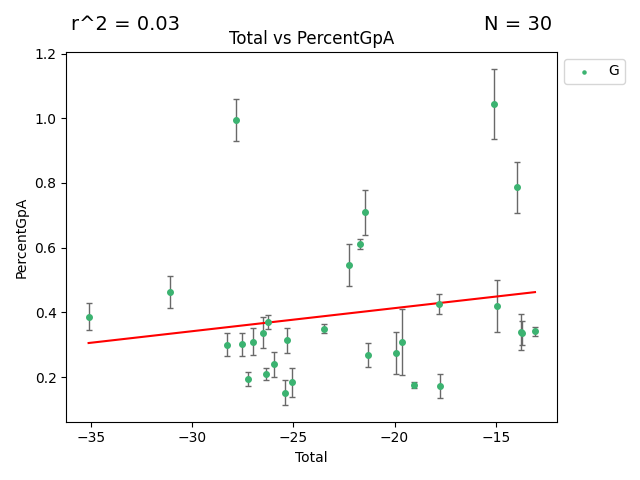 r^2 = 0.03
N = 30
Total vs PercentGpA
G
PercentGpA
1.2
1.0
0.8
0.6
0.4
0.2
−35
−30
−25
−20
−15
Total